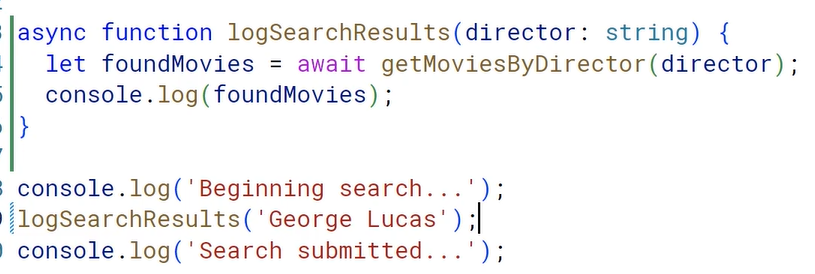 async function logSearchResults(director: string) {
  let foundMovies = await getMoviesByDirector(director);
  console.log(foundMovies);
}
console.log('Beginning search...');
logSearchResults('George Lucas');
console.log('Search submitted...');